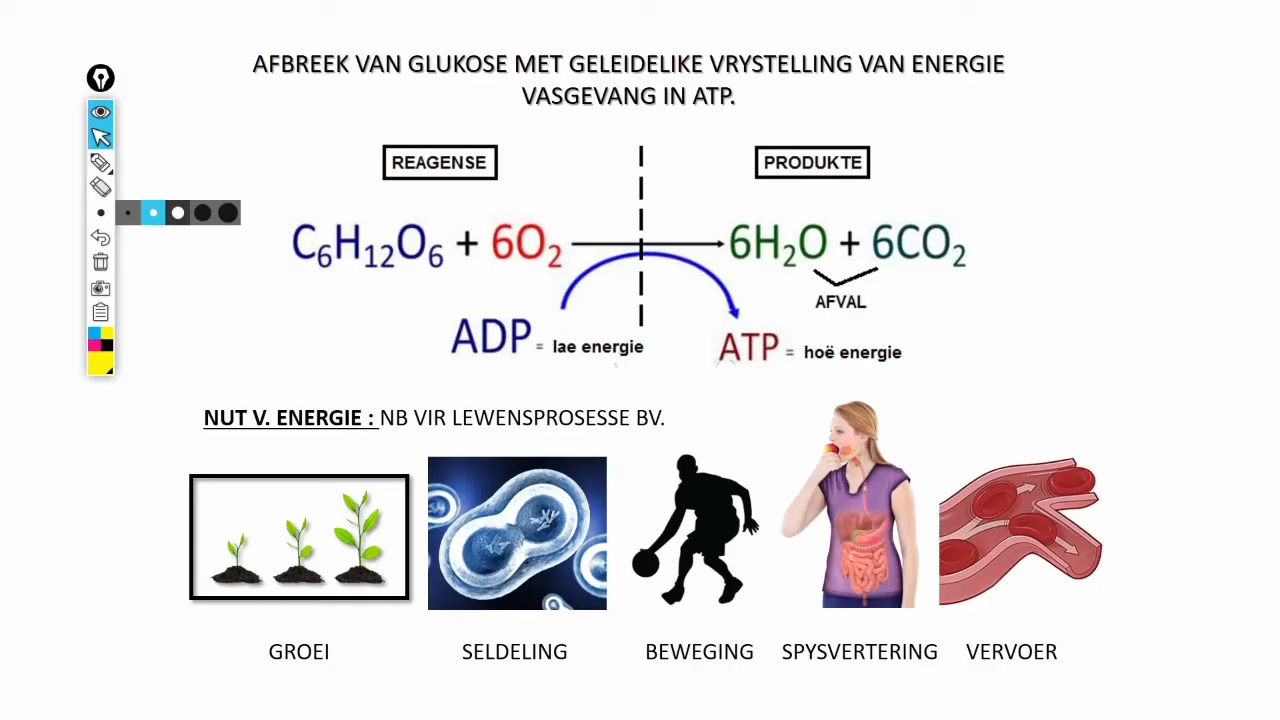 AFBREEK VAN GLUKOSE MET GELEIDELIKE VRYSTELLING VAN ENERGIE
VASGEVANG IN ATP.
REAGENSE
PRODUKTE
C₆H₁₂O₆ + 6O₂ → 6H₂O + 6CO₂
AFVAL
ADP = lae energie
ATP = hoë energie
NUT V. ENERGIE : NB VIR LEWENSPROSESSE BV.
GROEI
SELDELING
BEWEGING
SPYSVERTERING
VERVOER